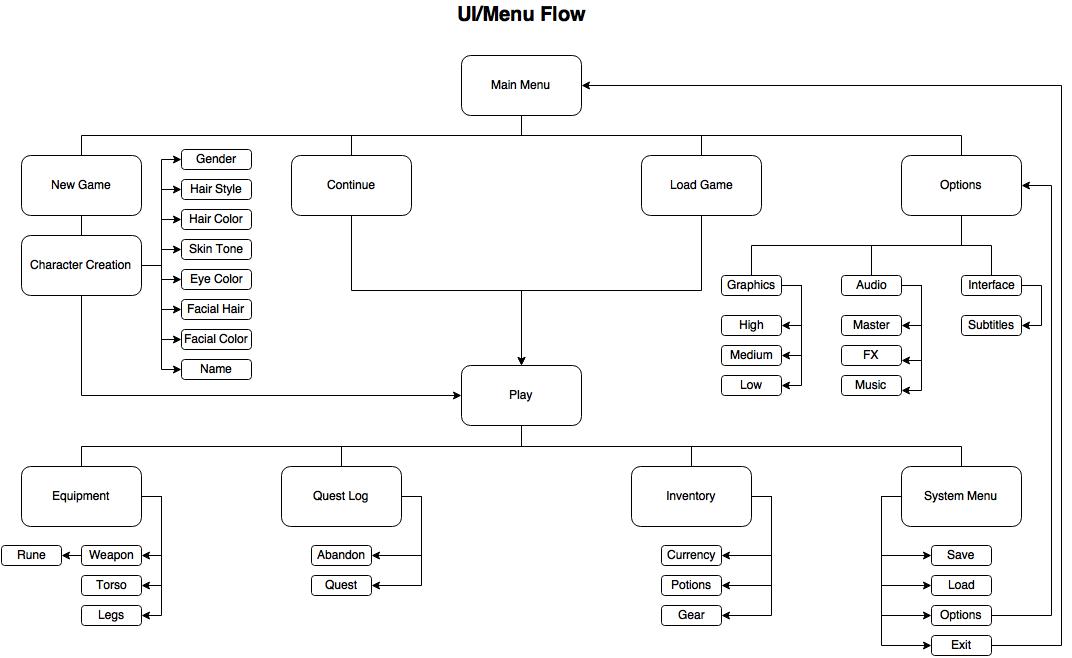 UI/Menu Flow
Main Menu
New Game
Continue
Load Game
Options
Character Creation
Gender
Hair Style
Hair Color
Skin Tone
Eye Color
Facial Hair
Facial Color
Name
Graphics
High
Medium
Low
Audio
Master
FX
Music
Interface
Subtitles
Play
Equipment
Weapon
Rune
Torso
Legs
Quest Log
Abandon
Quest
Inventory
Currency
Potions
Gear
System Menu
Save
Load
Options
Exit